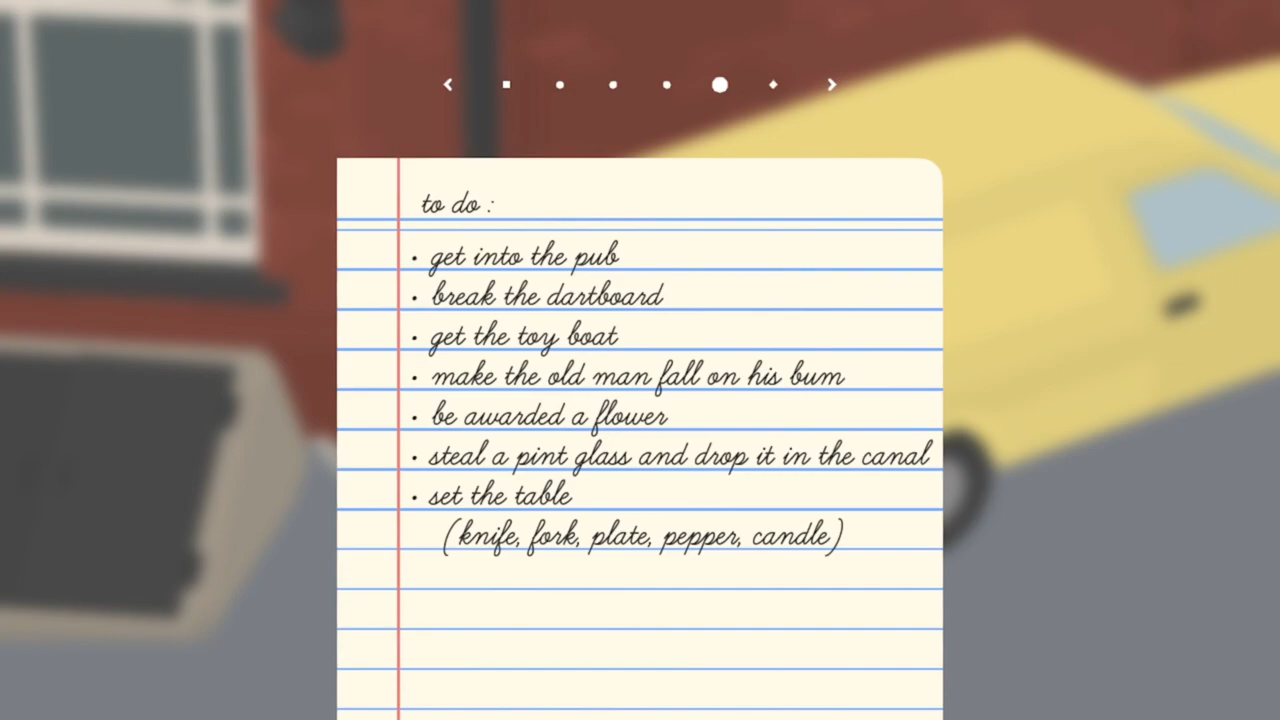 to do :
• get into the pub
• break the dartboard
• get the toy boat
• make the old man fall on his bum
• be awarded a flower
• steal a pint glass and drop it in the canal
• set the table
(knife, fork, plate, pepper, candle)